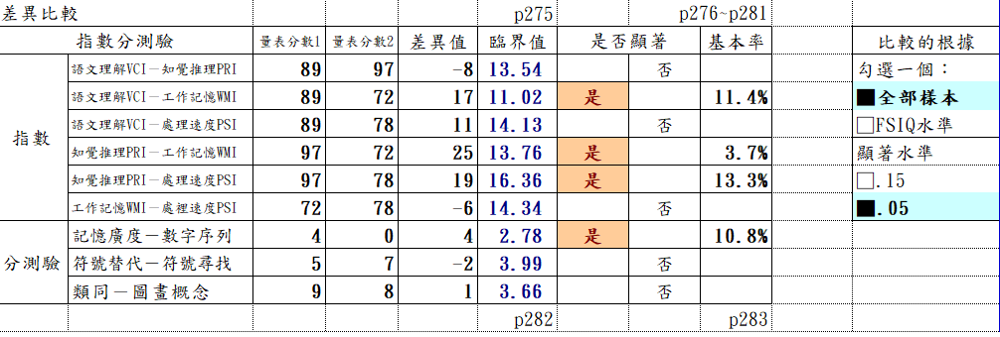 差異比較 p275 p276~p281
指數分測驗 量表分數1 量表分數2 差異值 臨界值 是否顯著 基本率 比較的根據
語文理解VCI－知覺推理PRI 89 97 -8 13.54 否 勾選一個：
語文理解VCI－工作記憶WMI 89 72 17 11.02 是 11.4% ■全部樣本
語文理解VCI－處理速度PSI 89 78 11 14.13 否 □FSIQ水準
指數 知覺推理PRI－工作記憶WMI 97 72 25 13.76 是 3.7% 顯著水準
知覺推理PRI－處理速度PSI 97 78 19 16.36 是 13.3% □.15
工作記憶WMI－處裡速度PSI 72 78 -6 14.34 否 ■.05
記憶廣度－數字序列 4 0 4 2.78 是 10.8%
分測驗 符號替代－符號尋找 5 7 -2 3.99 否
類同－圖畫概念 9 8 1 3.66 否
p282 p283